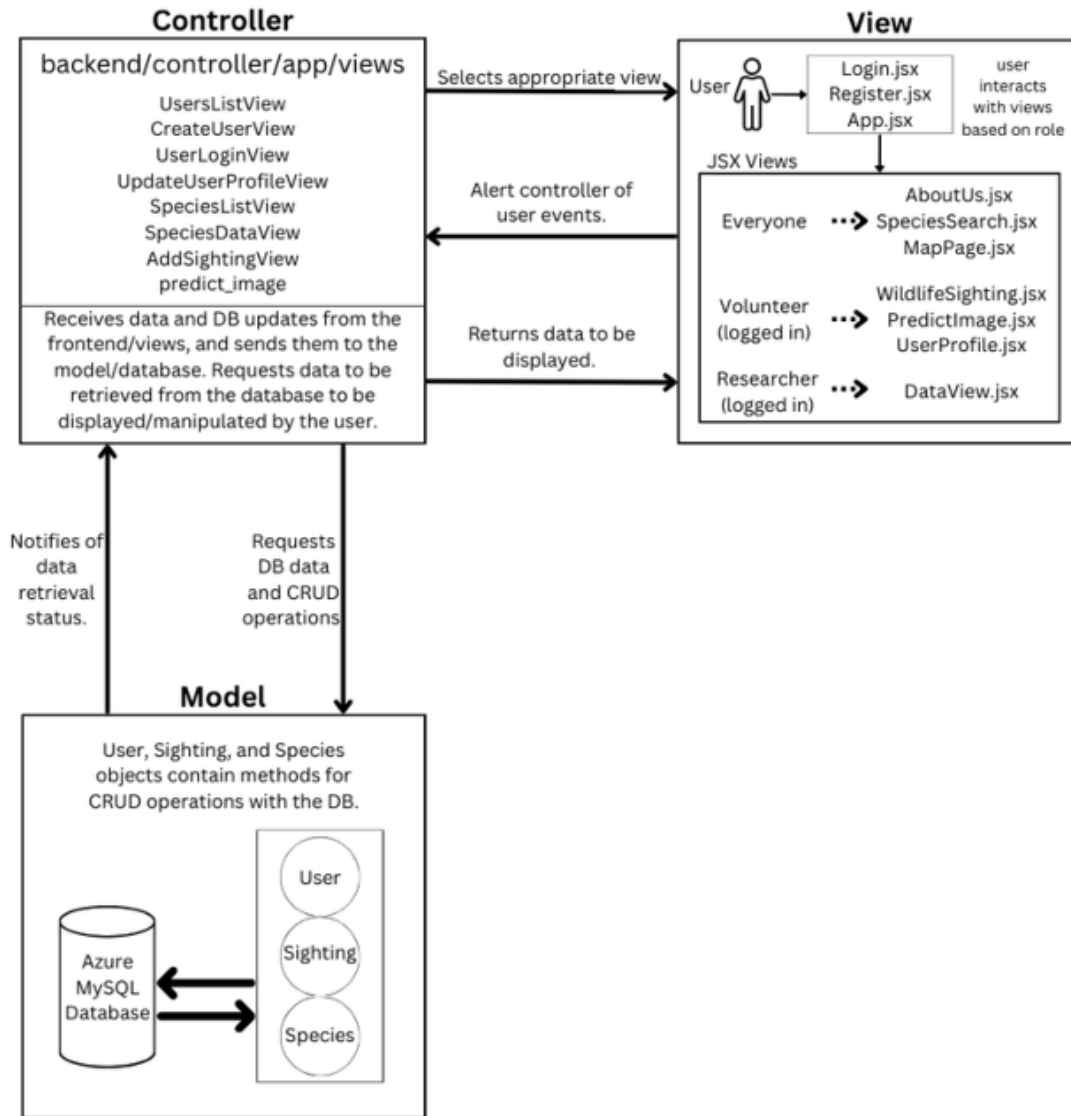 Controller
backend/controller/app/views
UsersListView
CreateUserView
UserLoginView
UpdateUserProfileView
SpeciesListView
SpeciesDataView
AddSightingView
predict_image
Receives data and DB updates from the
frontend/views, and sends them to the
model/database. Requests data to be
retrieved from the database to be
displayed/manipulated by the user.
Selects appropriate view
Alert controller of
user events.
Returns data to be
displayed.
View
User
Login.jsx
Register.jsx
App.jsx
user
interacts
with views
based on role
JSX Views
Everyone
AboutUs.jsx
SpeciesSearch.jsx
MapPage.jsx
Volunteer
(logged in)
WildlifeSighting.jsx
PredictImage.jsx
UserProfile.jsx
Researcher
(logged in)
DataView.jsx
Notifies of
data
retrieval
status.
Requests
DB data
and CRUD
operations
Model
User, Sighting, and Species
objects contain methods for
CRUD operations with the DB.
Azure
MySQL
Database
User
Sighting
Species